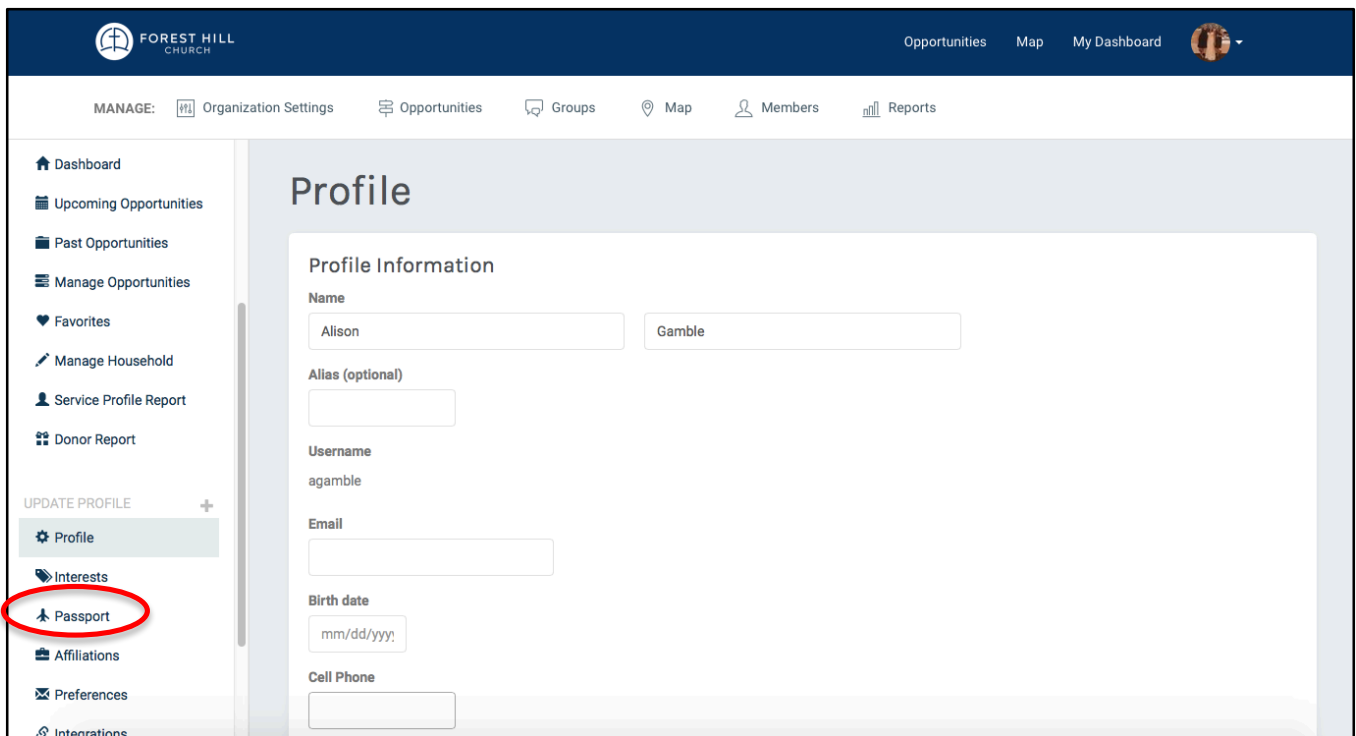 FOREST HILL
CHURCH
Opportunities Map My Dashboard
MANAGE: Organization Settings Opportunities Groups Map Members Reports
Dashboard
Upcoming Opportunities
Past Opportunities
Manage Opportunities
Favorites
Manage Household
Service Profile Report
Donor Report
UPDATE PROFILE +
Profile
Interests
Passport
Affiliations
Preferences
Integrations
Profile
Profile Information
Name
Alison Gamble
Alias (optional)
Username
agamble
Email
Birth date
mm/dd/yyyy
Cell Phone